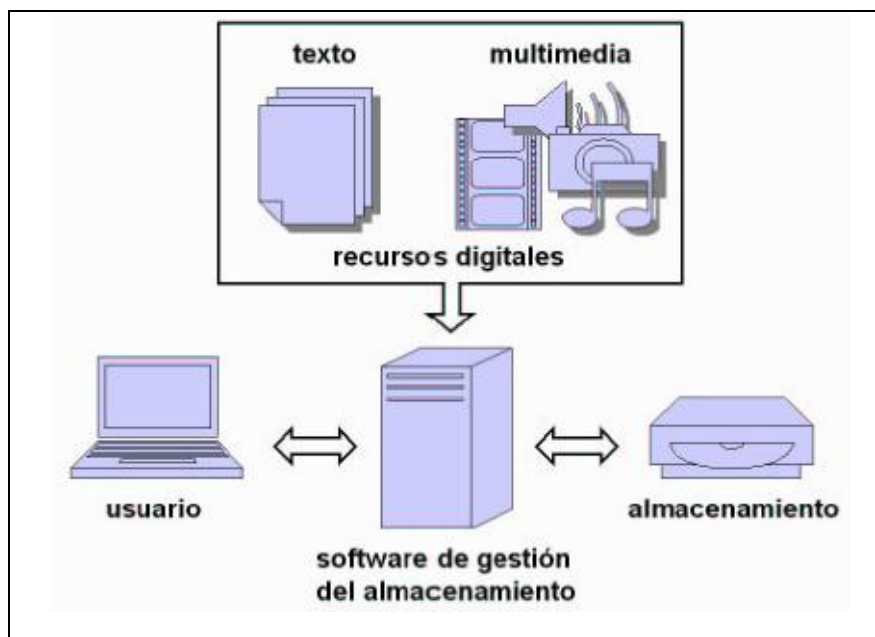 texto
multimedia
recursos digitales
usuario
almacenamiento
software de gestión
del almacenamiento